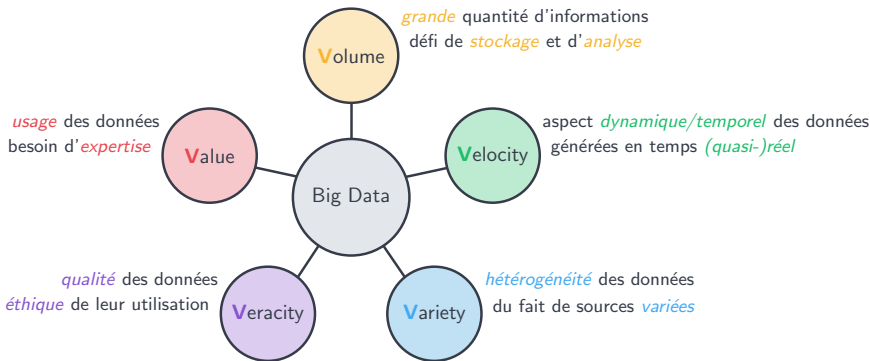 grande quantité d'informations
défi de stockage et d'analyse
Volume
usage des données
besoin d'expertise
Value
aspect dynamique/temporel des données
générées en temps (quasi-)réel
Velocity
Big Data
qualité des données
éthique de leur utilisation
Veracity
hétérogénéité des données
du fait de sources variées
Variety